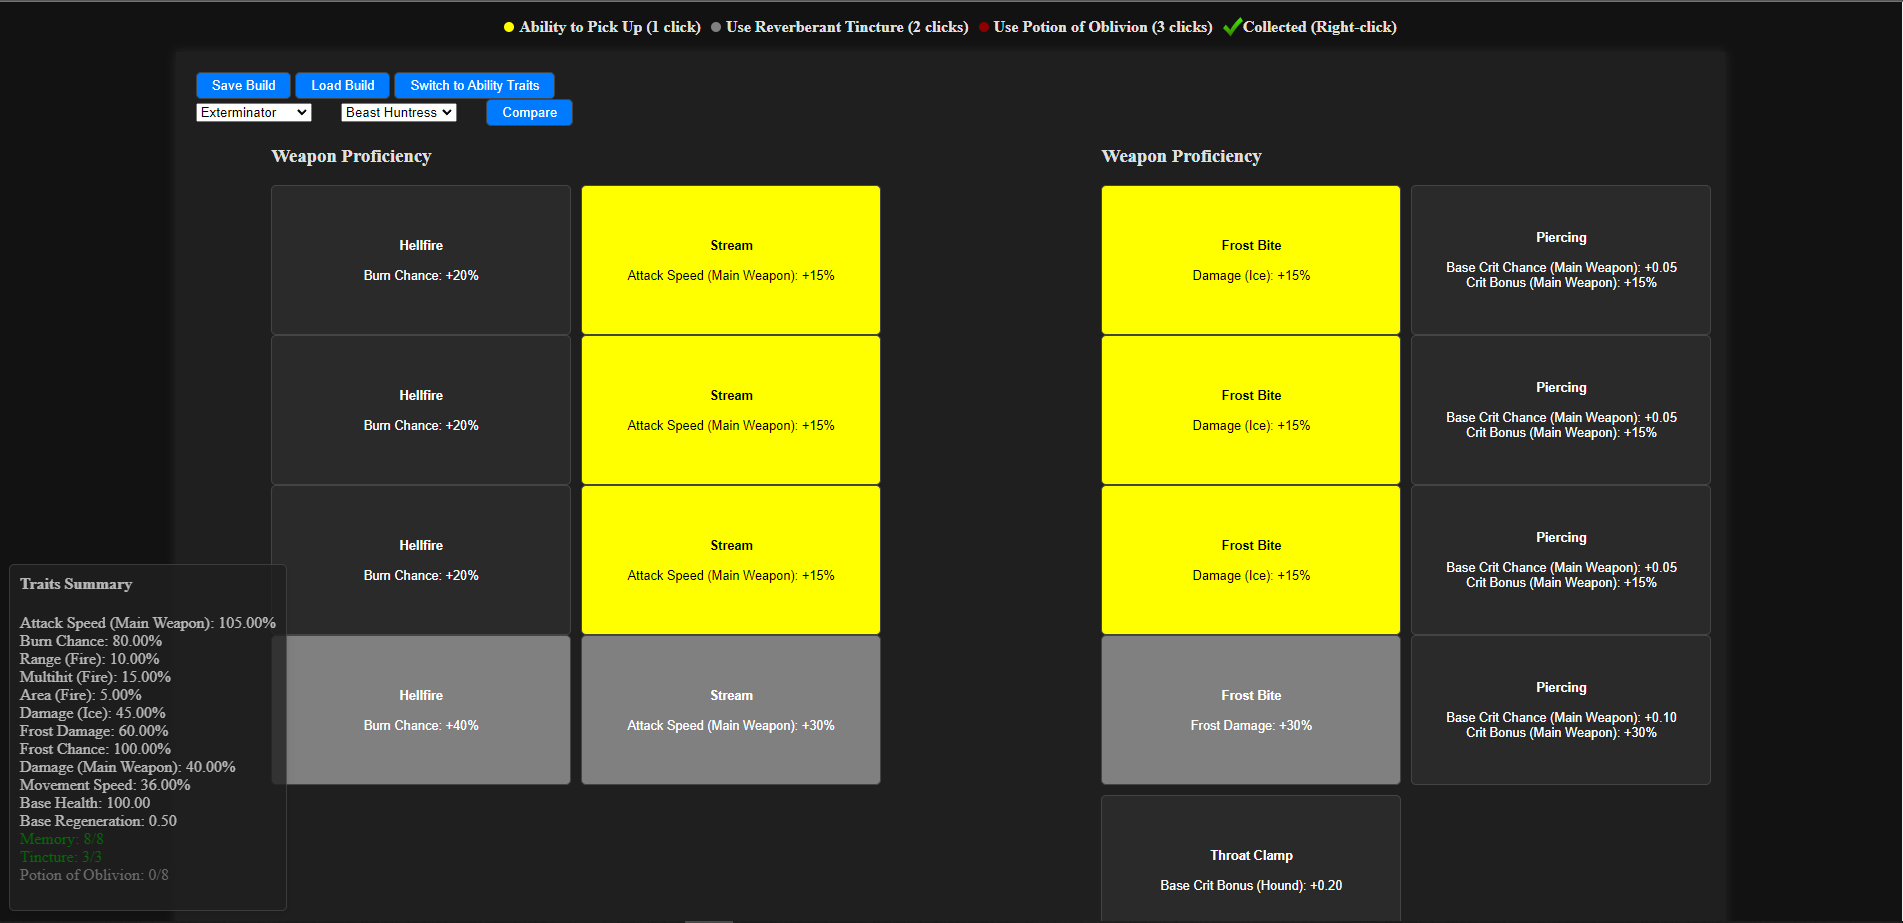 Ability to Pick Up (1 click) Use Reverberant Tincture (2 clicks) Use Potion of Oblivion (3 clicks) Collected (Right-click)
Save Build Load Build Switch to Ability Traits
Exterminator Beast Huntress Compare
Weapon Proficiency
Hellfire
Burn Chance: +20%
Stream
Attack Speed (Main Weapon): +15%
Hellfire
Burn Chance: +20%
Stream
Attack Speed (Main Weapon): +15%
Hellfire
Burn Chance: +20%
Stream
Attack Speed (Main Weapon): +15%
Hellfire
Burn Chance: +40%
Stream
Attack Speed (Main Weapon): +30%
Weapon Proficiency
Frost Bite
Damage (Ice): +15%
Piercing
Base Crit Chance (Main Weapon): +0.05
Crit Bonus (Main Weapon): +15%
Frost Bite
Damage (Ice): +15%
Piercing
Base Crit Chance (Main Weapon): +0.05
Crit Bonus (Main Weapon): +15%
Frost Bite
Damage (Ice): +15%
Piercing
Base Crit Chance (Main Weapon): +0.05
Crit Bonus (Main Weapon): +15%
Frost Bite
Frost Damage: +30%
Piercing
Base Crit Chance (Main Weapon): +0.10
Crit Bonus (Main Weapon): +30%
Throat Clamp
Base Crit Bonus (Hound): +0.20
Traits Summary
Attack Speed (Main Weapon): 105.00%
Burn Chance: 80.00%
Range (Fire): 10.00%
Multihit (Fire): 15.00%
Area (Fire): 5.00%
Damage (Ice): 45.00%
Frost Damage: 60.00%
Frost Chance: 100.00%
Damage (Main Weapon): 40.00%
Movement Speed: 36.00%
Base Health: 100.00
Base Regeneration: 0.50
Memory: 8/8
Tincture: 3/3
Potion of Oblivion: 0/8